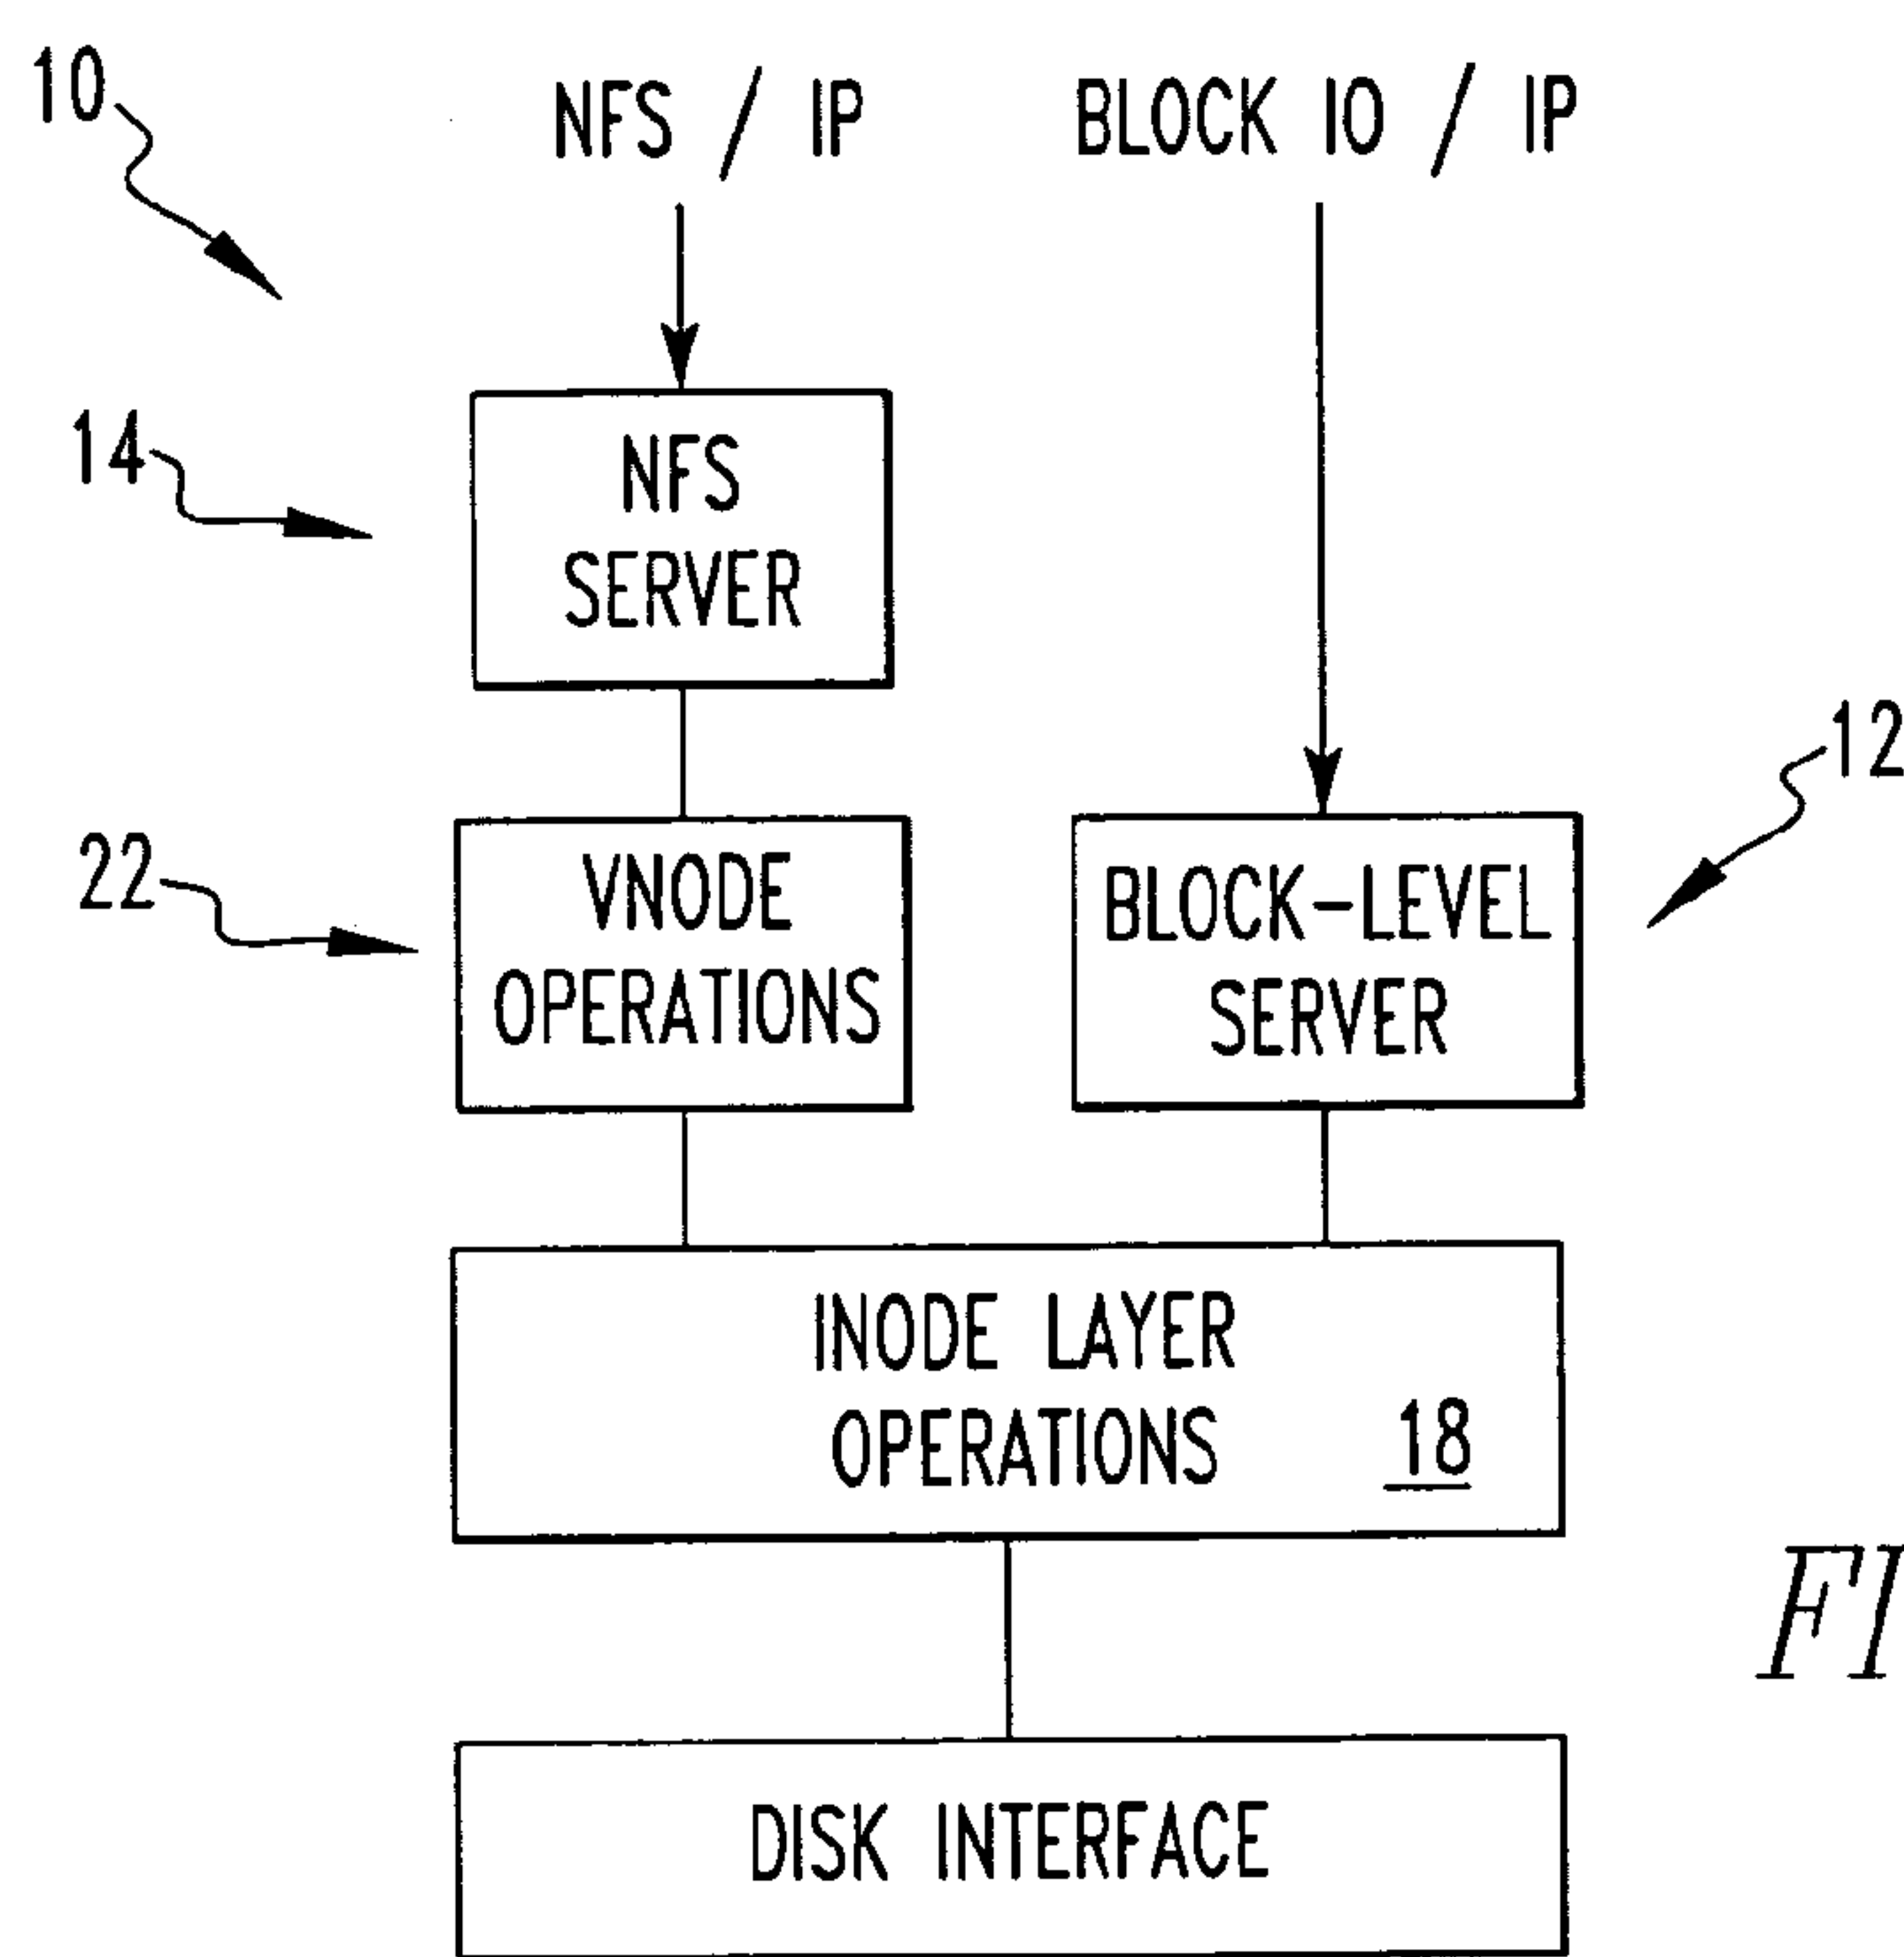 10
NFS / IP
BLOCK IO / IP
14
NFS
SERVER
12
22
VNODE
OPERATIONS
BLOCK-LEVEL
SERVER
INODE LAYER
OPERATIONS
18
FI
DISK INTERFACE